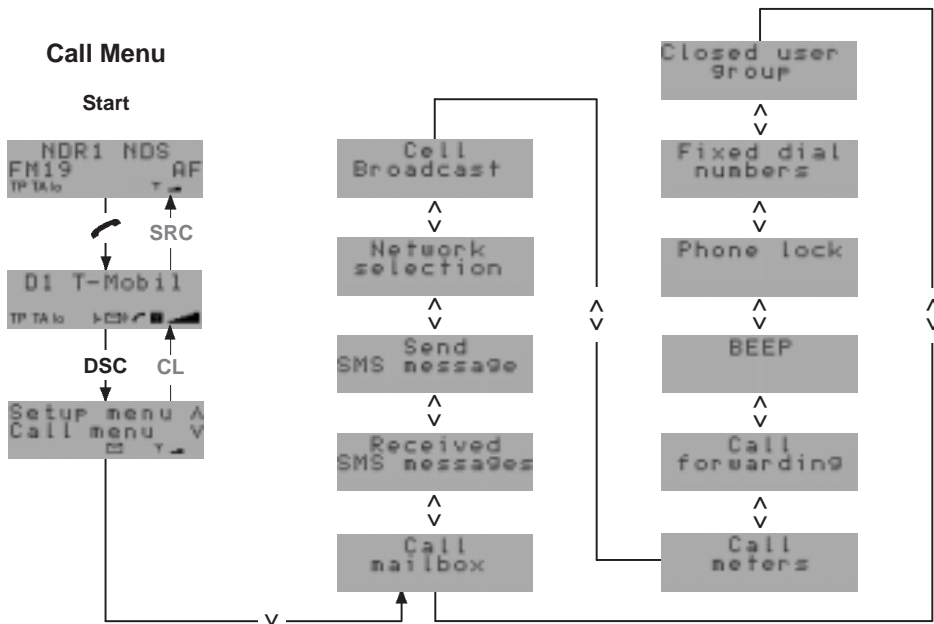 Call Menu
Start
NDR1 NDS
FM19 AF
TP TA lo
SRC
D1 T-Mobil
TP TA lo
DSC CL
Setup menu ʌ
Call menu v
Cell
Broadcast
ʌ
v
Network
selection
ʌ
v
Send
SMS message
ʌ
v
Received
SMS messages
ʌ
v
Call
mailbox
v
ʌ
v
Closed user
group
ʌ
v
Fixed dial
numbers
ʌ
v
Phone lock
ʌ
v
BEEP
ʌ
v
Call
forwarding
ʌ
v
Call
meters
ʌ
v